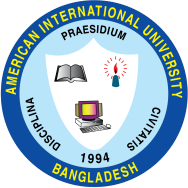 AMERICAN INTERNATIONAL UNIVERSITY
PRAESIDIUM
DISCIPLINA
CIVITATIS
1994
BANGLADESH